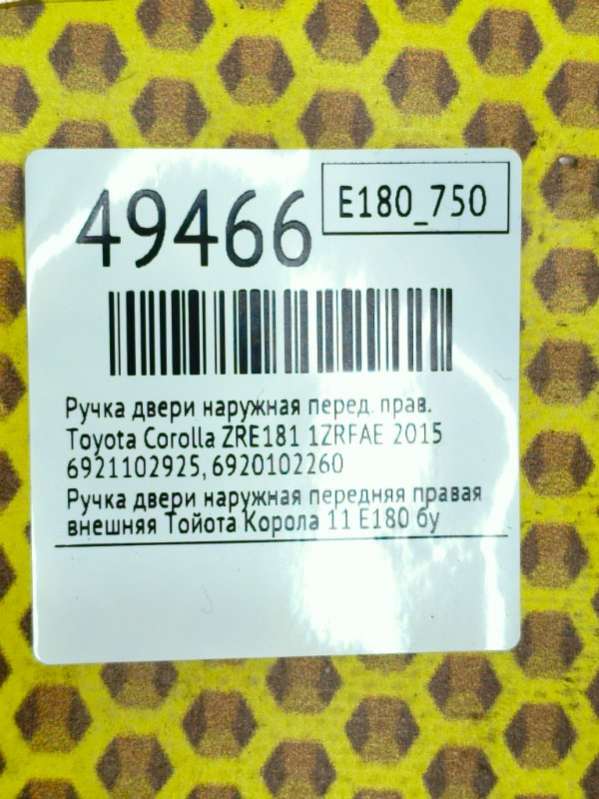 49466
E180_750
Ручка двери наружная перед. прав.
Toyota Corolla ZRE181 1ZRFAE 2015
6921102925, 6920102260
Ручка двери наружная передняя правая
внешняя Тойота Корола 11 Е180 бу